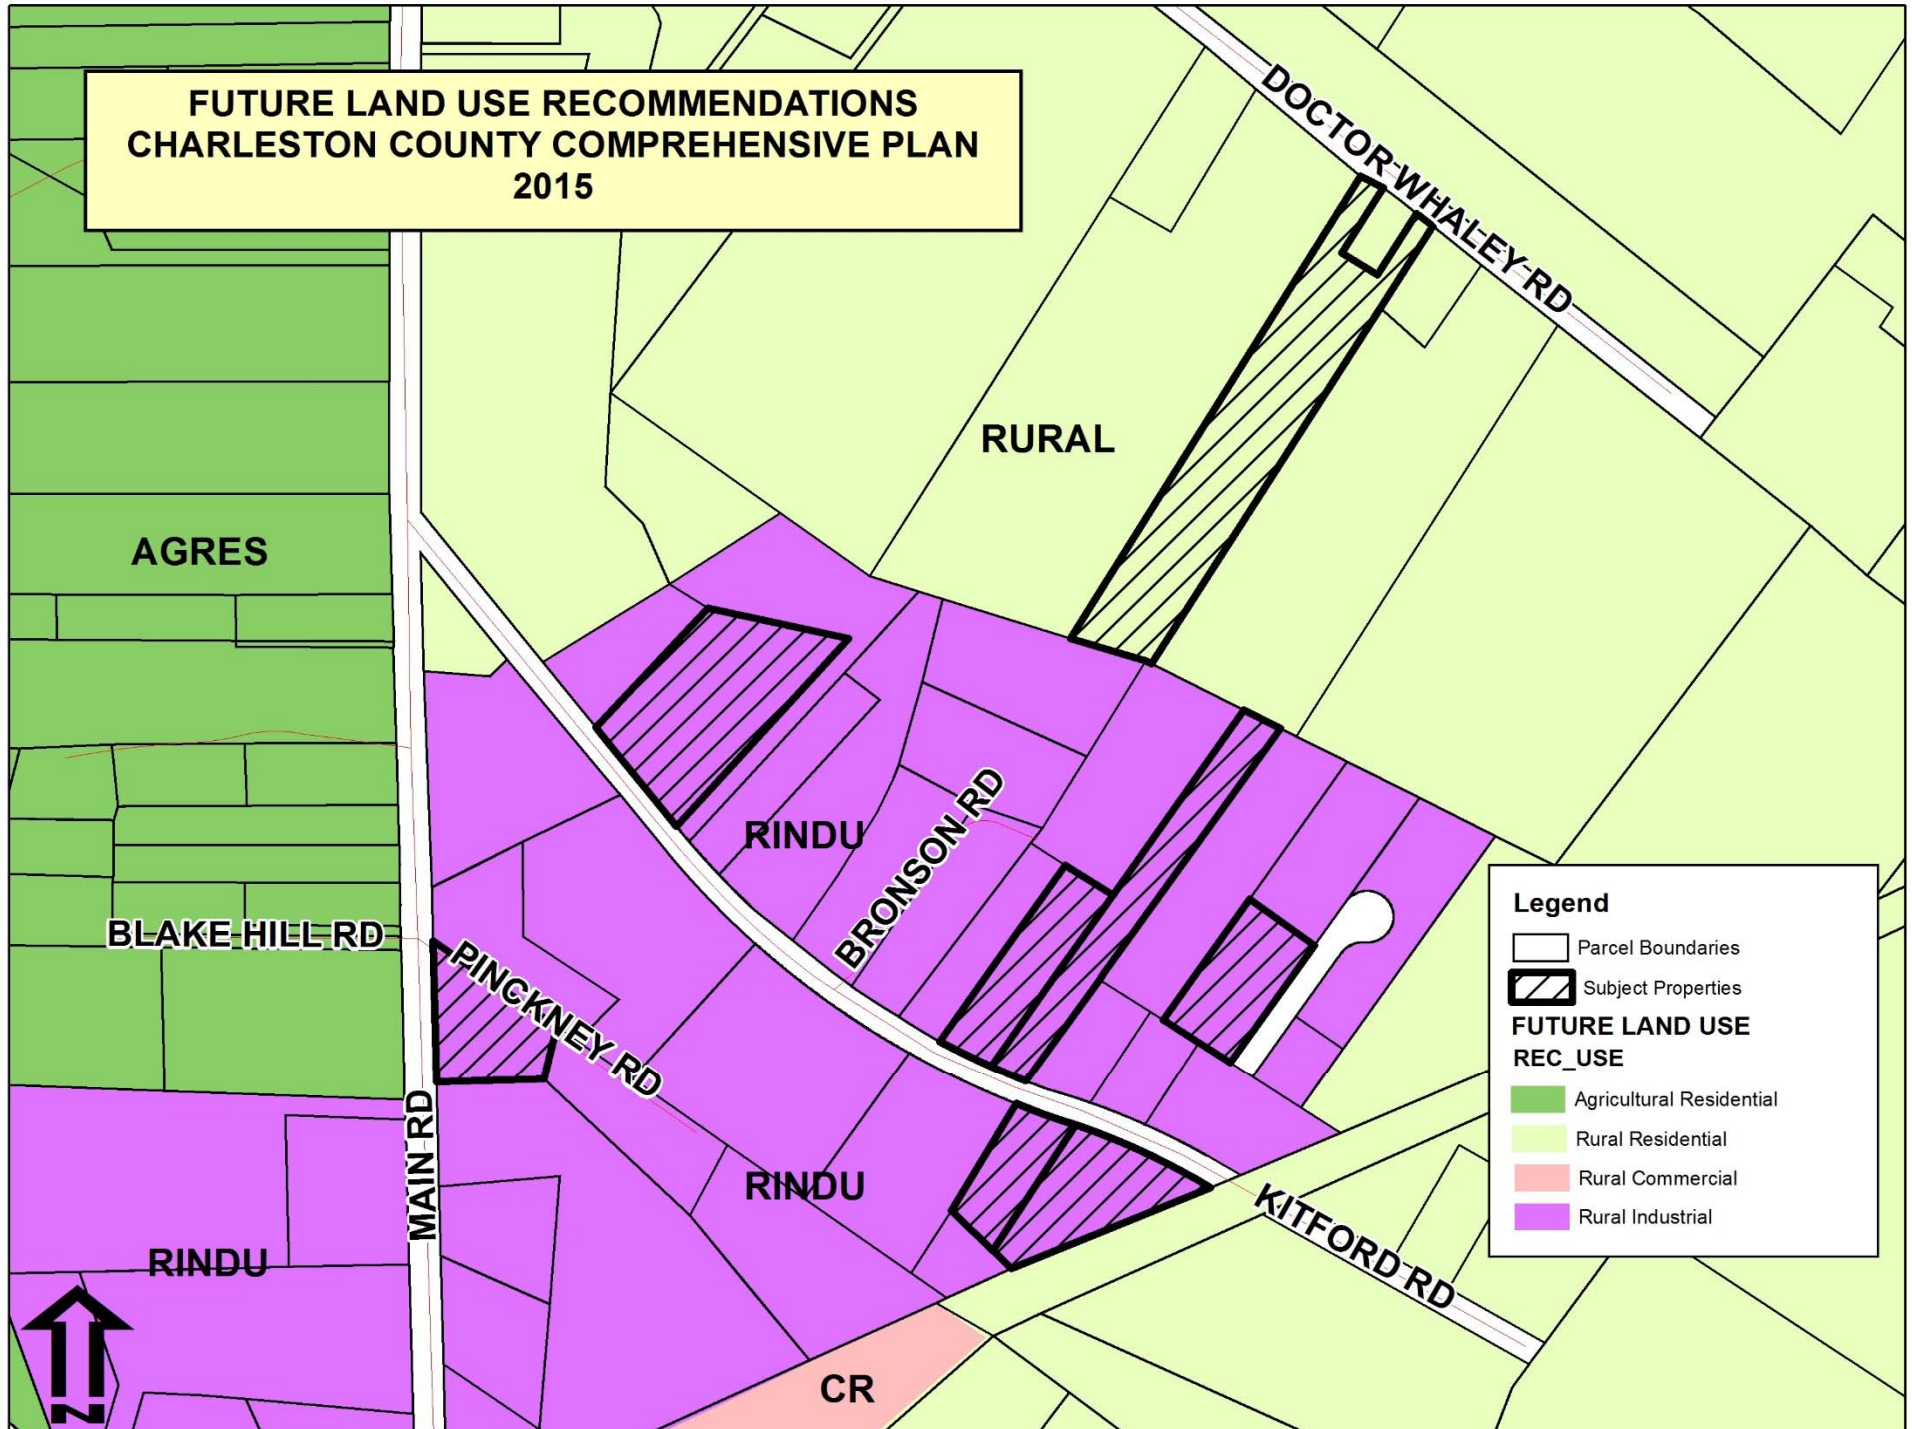 FUTURE LAND USE RECOMMENDATIONS
CHARLESTON COUNTY COMPREHENSIVE PLAN
2015
DOCTOR WHALEY RD
RURAL
AGRES
RINDU
BRONSON RD
BLAKE HILL RD
PINCKNEY RD
MAIN RD
RINDU
RINDU
KITFORD RD
CR
N
Legend
Parcel Boundaries
Subject Properties
FUTURE LAND USE
REC_USE
Agricultural Residential
Rural Residential
Rural Commercial
Rural Industrial